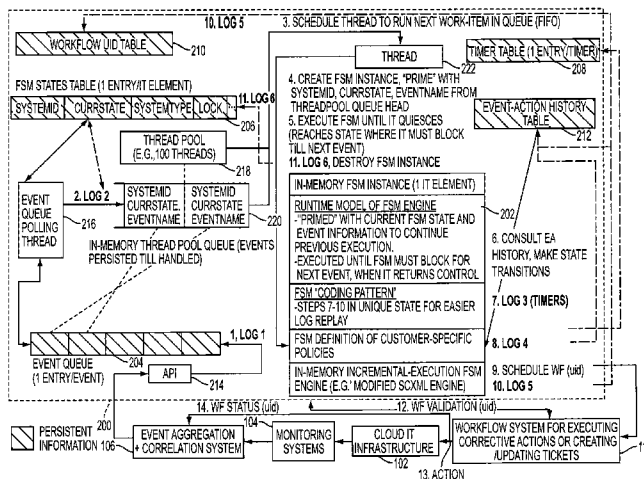 10. LOG 5
3. SCHEDULE THREAD TO RUN NEXT WORK-ITEM IN QUEUE (FIFO)
WORKFLOW UID TABLE
210
THREAD
222
TIMER TABLE (1 ENTRY/TIMER)
208
FSM STATES TABLE (1 ENTRY/IT ELEMENT)
11. LOG 6
SYSTEMID
CURRSTATE
SYSTEMTYPE
LOCK
206
4. CREATE FSM INSTANCE, "PRIME" WITH
SYSTEMID, CURRSTATE, EVENTNAME FROM
THREADPOOL QUEUE HEAD
5. EXECUTE FSM UNTIL IT QUIESCES
(REACHES STATE WHERE IT MUST BLOCK
TILL NEXT EVENT)
11. LOG 6, DESTROY FSM INSTANCE
EVENT-ACTION HISTORY
TABLE
212
THREAD POOL
(E.G.,100 THREADS)
218
EVENT
QUEUE
POLLING
THREAD
216
2. LOG 2
SYSTEMID
CURRSTATE,
EVENTNAME
SYSTEMID
CURRSTATE
EVENTNAME
220
IN-MEMORY THREAD POOL QUEUE (EVENTS
PERSISTED TILL HANDLED)
IN-MEMORY FSM INSTANCE (1 IT ELEMENT)
RUNTIME MODEL OF FSM ENGINE
202
-"PRIMED" WITH CURRENT FSM STATE AND
EVENT INFORMATION TO CONTINUE
PREVIOUS EXECUTION.
-EXECUTED UNTIL FSM MUST BLOCK FOR
NEXT EVENT, WHEN IT RETURNS CONTROL
FSM "CODING PATTERN"
-STEPS 7-10 IN UNIQUE STATE FOR EASIER
LOG REPLAY
FSM DEFINITION OF CUSTOMER-SPECIFIC
POLICIES
IN-MEMORY INCREMENTAL-EXECUTION FSM
ENGINE (E.G.' MODIFIED SCXML ENGINE)
6. CONSULT EA
HISTORY, MAKE STATE
TRANSITIONS
7. LOG 3 (TIMERS)
8. LOG 4
9. SCHEDULE WF (uid)
10. LOG 5
1, LOG 1
204
EVENT QUEUE
(1 ENTRY/EVENT)
API
214
200
14. WF STATUS (uid)
12. WF VALIDATION (uid)
PERSISTENT
INFORMATION
106
EVENT AGGREGATION
+ CORRELATION SYSTEM
104
MONITORING
SYSTEMS
CLOUD IT
INFRASTRUCTURE
102
13. ACTION
WORKFLOW SYSTEM FOR EXECUTING
CORRECTIVE ACTIONS OR CREATING
/UPDATING TICKETS